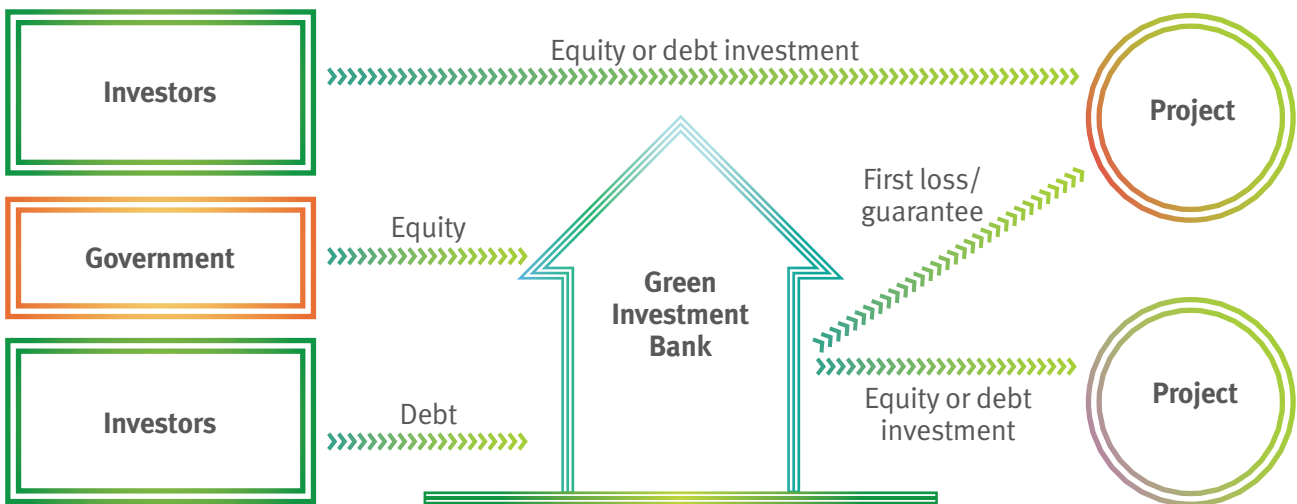 Equity or debt investment
Investors
Project
First loss/
guarantee
Equity
Government
Green
Investment
Bank
Equity or debt
investment
Project
Debt
Investors